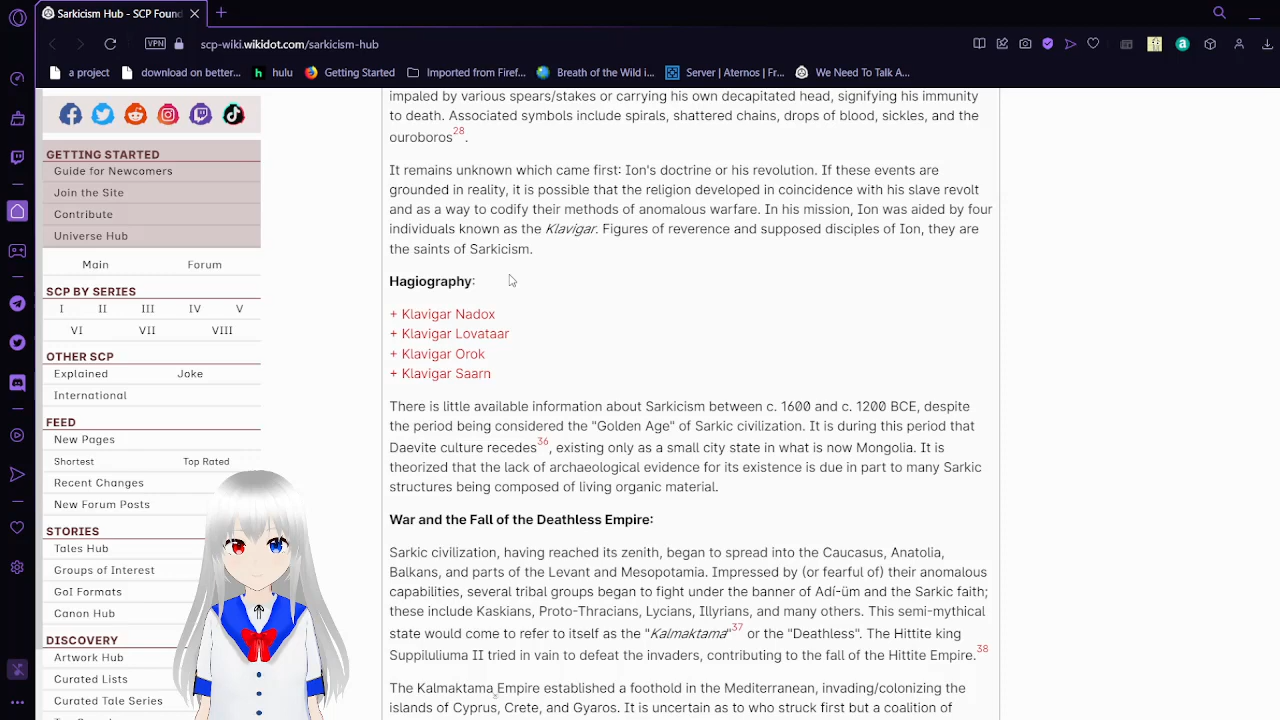 Sarkicism Hub - SCP Found
scp-wiki.wikidot.com/sarkicism-hub
VPN
a project
download on better...
hulu
Getting Started
Imported from Firef...
Breath of the Wild i...
Server | Aternos | Fr...
We Need To Talk A...
GETTING STARTED
Guide for Newcomers
Join the Site
Contribute
Universe Hub
Main Forum
SCP BY SERIES
I II III IV V
VI VII VIII
OTHER SCP
Explained Joke
International
FEED
New Pages
Shortest Top Rated
Recent Changes
New Forum Posts
STORIES
Tales Hub
Groups of Interest
GoI Formats
Canon Hub
DISCOVERY
Artwork Hub
Curated Lists
Curated Tale Series
impaled by various spears/stakes or carrying his own decapitated head, signifying his immunity
to death. Associated symbols include spirals, shattered chains, drops of blood, sickles, and the
ouroboros28.
It remains unknown which came first: Ion's doctrine or his revolution. If these events are
grounded in reality, it is possible that the religion developed in coincidence with his slave revolt
and as a way to codify their methods of anomalous warfare. In his mission, Ion was aided by four
individuals known as the Klavigar. Figures of reverence and supposed disciples of Ion, they are
the saints of Sarkicism.
Hagiography:
+ Klavigar Nadox
+ Klavigar Lovataar
+ Klavigar Orok
+ Klavigar Saarn
There is little available information about Sarkicism between c. 1600 and c. 1200 BCE, despite
the period being considered the "Golden Age" of Sarkic civilization. It is during this period that
Daevite culture recedes36, existing only as a small city state in what is now Mongolia. It is
theorized that the lack of archaeological evidence for its existence is due in part to many Sarkic
structures being composed of living organic material.
War and the Fall of the Deathless Empire:
Sarkic civilization, having reached its zenith, began to spread into the Caucasus, Anatolia,
Balkans, and parts of the Levant and Mesopotamia. Impressed by (or fearful of) their anomalous
capabilities, several tribal groups began to fight under the banner of Adí-üm and the Sarkic faith;
these include Kaskians, Proto-Thracians, Lycians, Illyrians, and many others. This semi-mythical
state would come to refer to itself as the "Kalmaktama"37 or the "Deathless". The Hittite king
Suppiluliuma II tried in vain to defeat the invaders, contributing to the fall of the Hittite Empire.38
The Kalmaktama Empire established a foothold in the Mediterranean, invading/colonizing the
islands of Cyprus, Crete, and Gyaros. It is uncertain as to who struck first but a coalition of